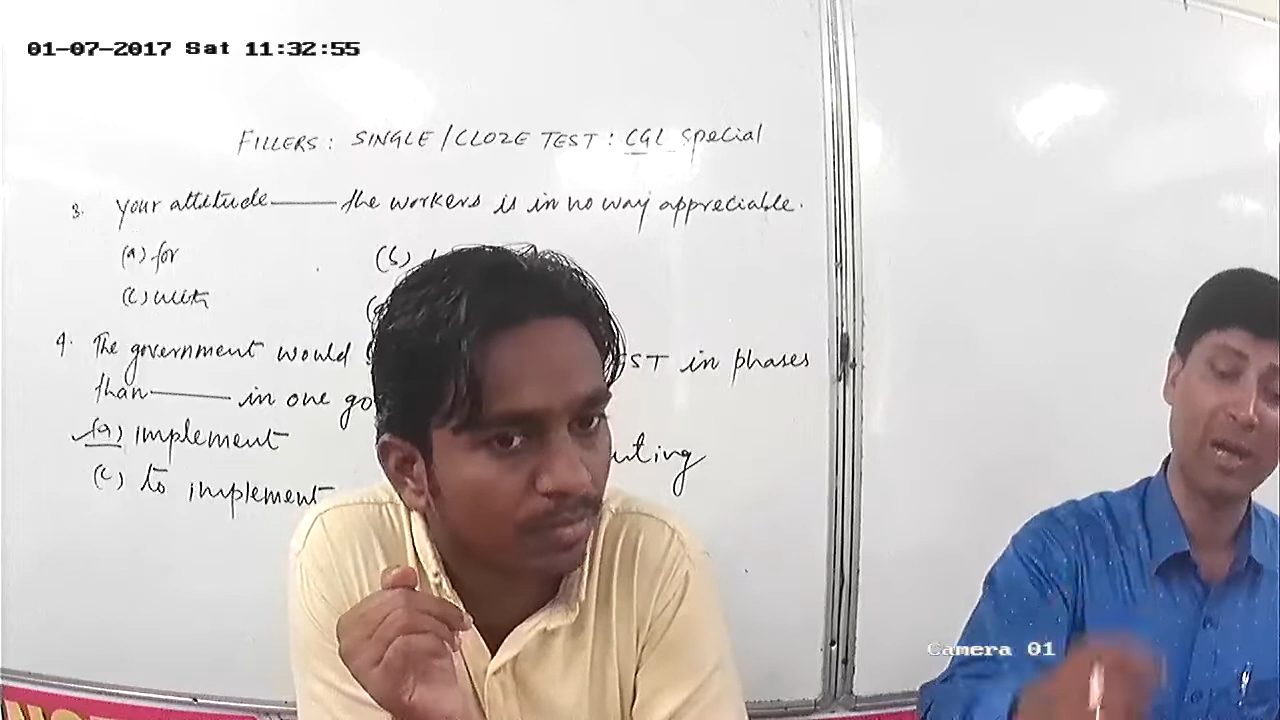 01-07-2017 Sat 11:32:55
FILLERS: SINGLE/CLOZE TEST: CGL special
3. Your attitude ——— the workers is in no way appreciable.
(a) for (b)
(c) with
4. The government would ST in phases
than ——— in one go
(a) implement uting
(c) to implement
Camera 01